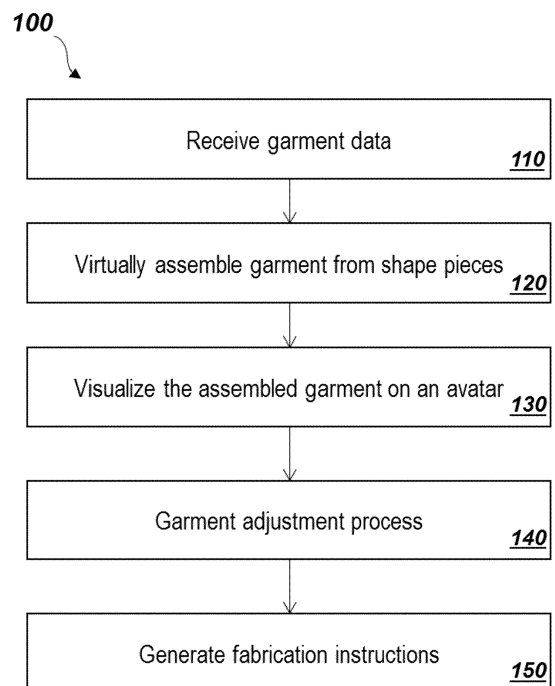 100
Receive garment data
110
Virtually assemble garment from shape pieces
120
Visualize the assembled garment on an avatar
130
Garment adjustment process
140
Generate fabrication instructions
150